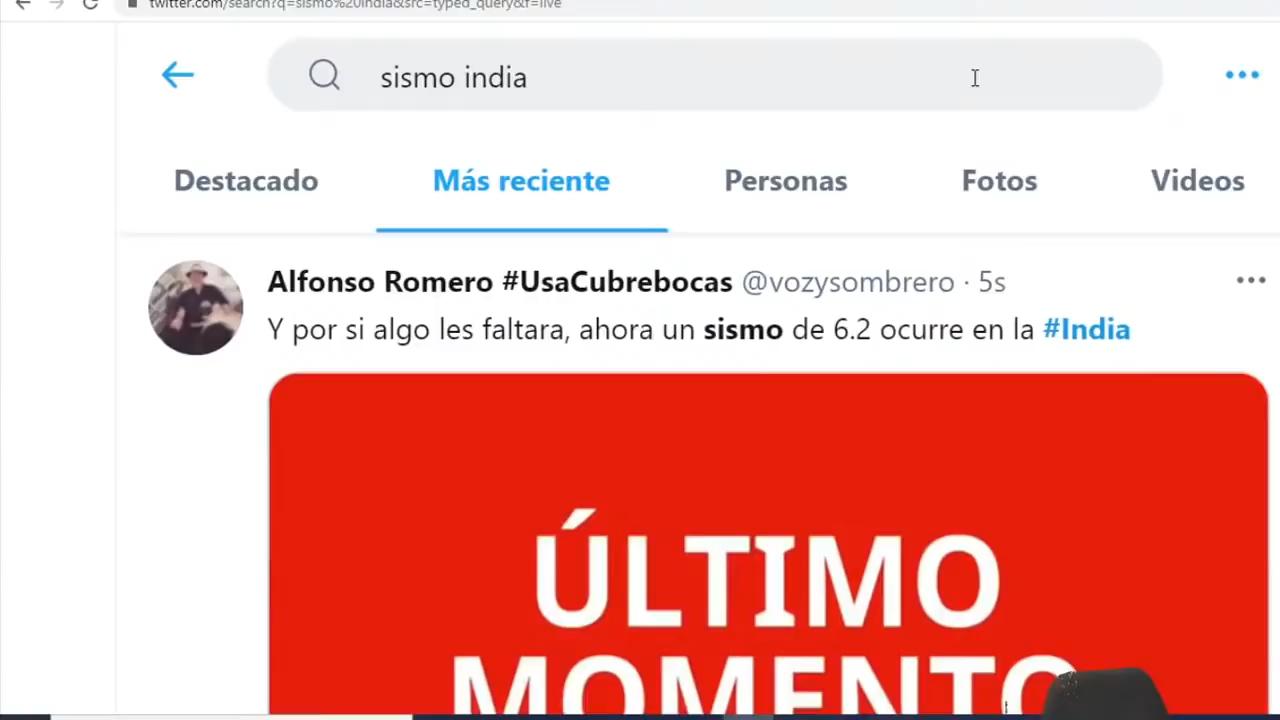 twitter.com/search?q=sismo%20india&src=typed_query&f=live
sismo india
Destacado Más reciente Personas Fotos Videos
Alfonso Romero #UsaCubrebocas @vozysombrero · 5s
Y por si algo les faltara, ahora un sismo de 6.2 ocurre en la #India
ÚLTIMO
MOMENTO